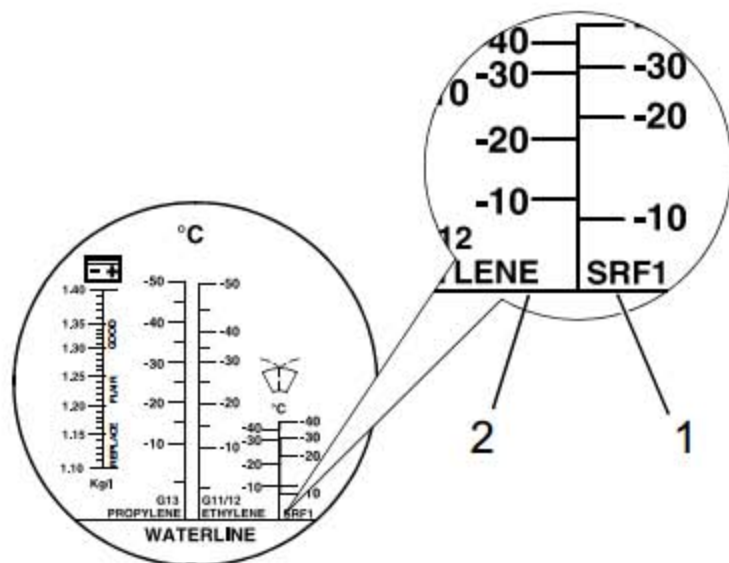 °C
- +
1.40
1.35
1.30
1.25
1.20
1.15
1.10
GOOD
FLAIR
REPLACE
Kg/l
-50
-40
-30
-20
-10
G13
PROPYLENE
-50
-40
-30
-20
-10
G11/12
ETHYLENE
°C
-40
-30
-20
-10
-40
-30
-20
-10
SRF1
WATERLINE
40
-30
-20
-10
-30
-20
-10
12
LENE
SRF1
2
1